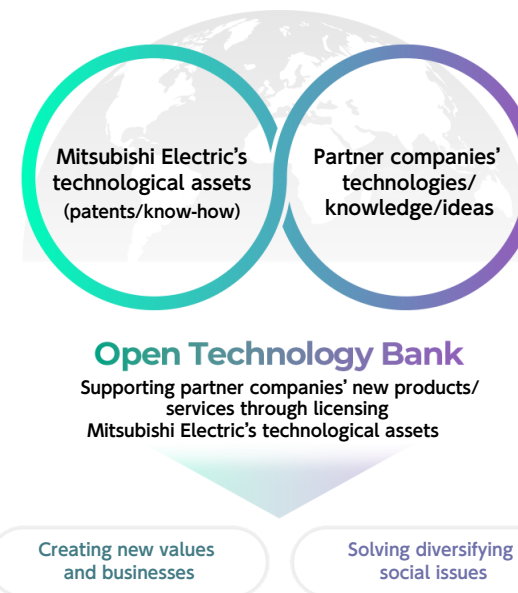 Mitsubishi Electric’s
technological assets
(patents/know-how)
Partner companies’
technologies/
knowledge/ideas
Open Technology Bank
Supporting partner companies’ new products/
services through licensing
Mitsubishi Electric’s technological assets
Creating new values
and businesses
Solving diversifying
social issues